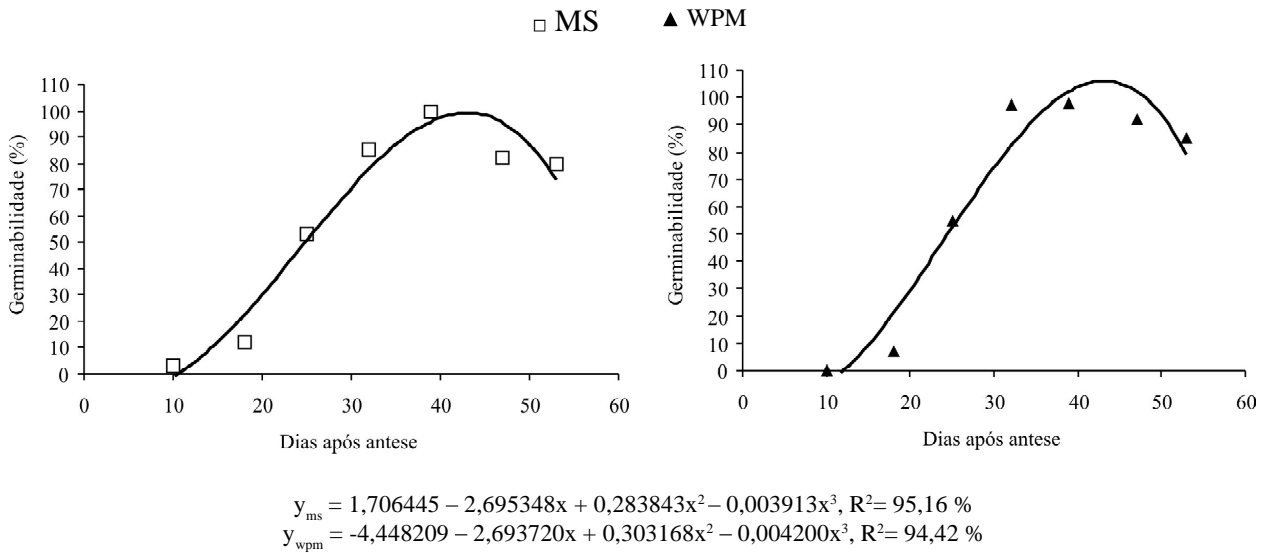 □ MS ▲ WPM
Germinabilidade (%)
110
100
90
80
70
60
50
40
30
20
10
0
0 10 20 30 40 50 60
Dias após antese
Germinabilidade (%)
110
100
90
80
70
60
50
40
30
20
10
0
0 10 20 30 40 50 60
Dias após antese
y_ms = 1,706445 – 2,695348x + 0,283843x² – 0,003913x³, R²= 95,16 %
y_wpm = -4,448209 – 2,693720x + 0,303168x² – 0,004200x³, R²= 94,42 %